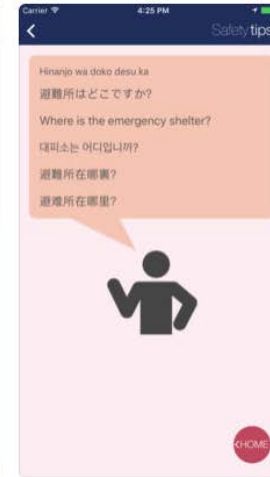 Carrier 4:25 PM
Safety tips
Hinanjo wa doko desu ka
避難所はどこですか?
Where is the emergency shelter?
대피소는 어디입니까?
避難所在哪裏?
避难所在哪里?
HOME